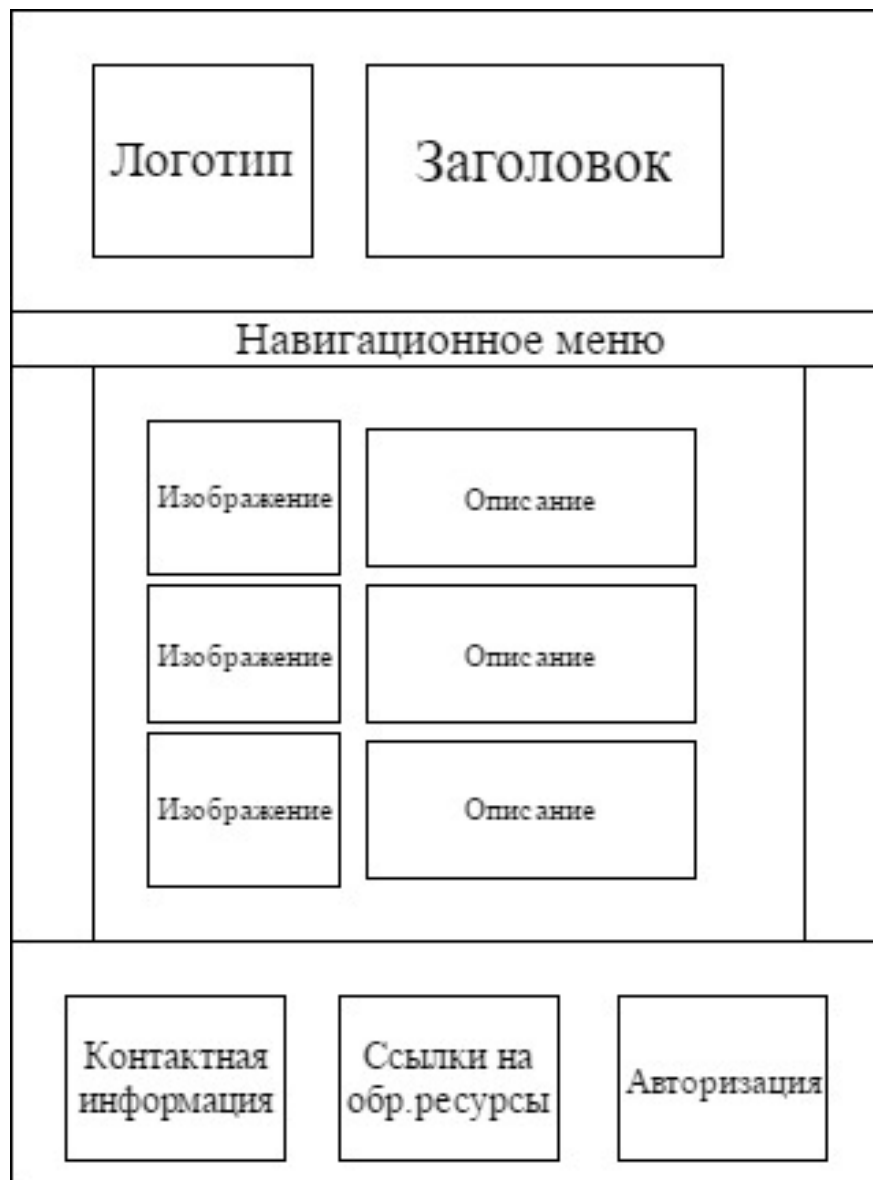 Логотип
Заголовок
Навигационное меню
Изображение
Описание
Изображение
Описание
Изображение
Описание
Контактная
информация
Ссылки на
обр.ресурсы
Авторизация